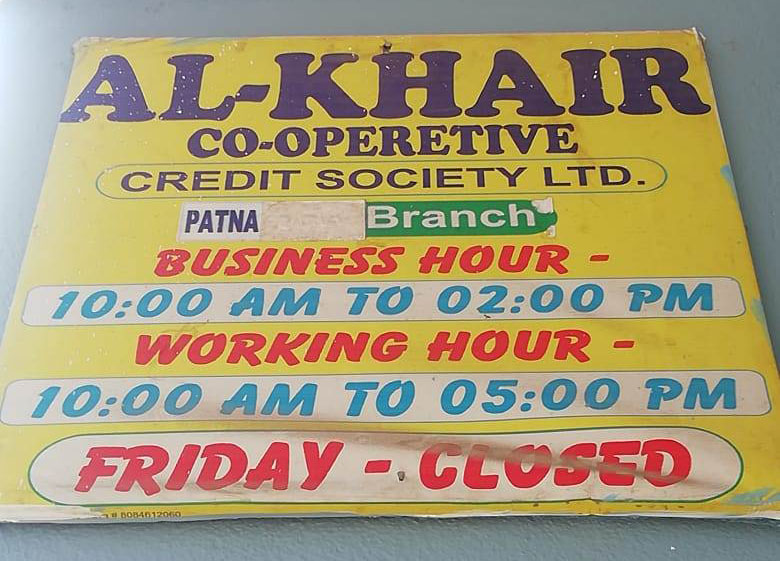 AL-KHAIR
CO-OPERETIVE
CREDIT SOCIETY LTD.
PATNA Branch
BUSINESS HOUR -
10:00 AM TO 02:00 PM
WORKING HOUR -
10:00 AM TO 05:00 PM
FRIDAY - CLOSED
# 8084612060